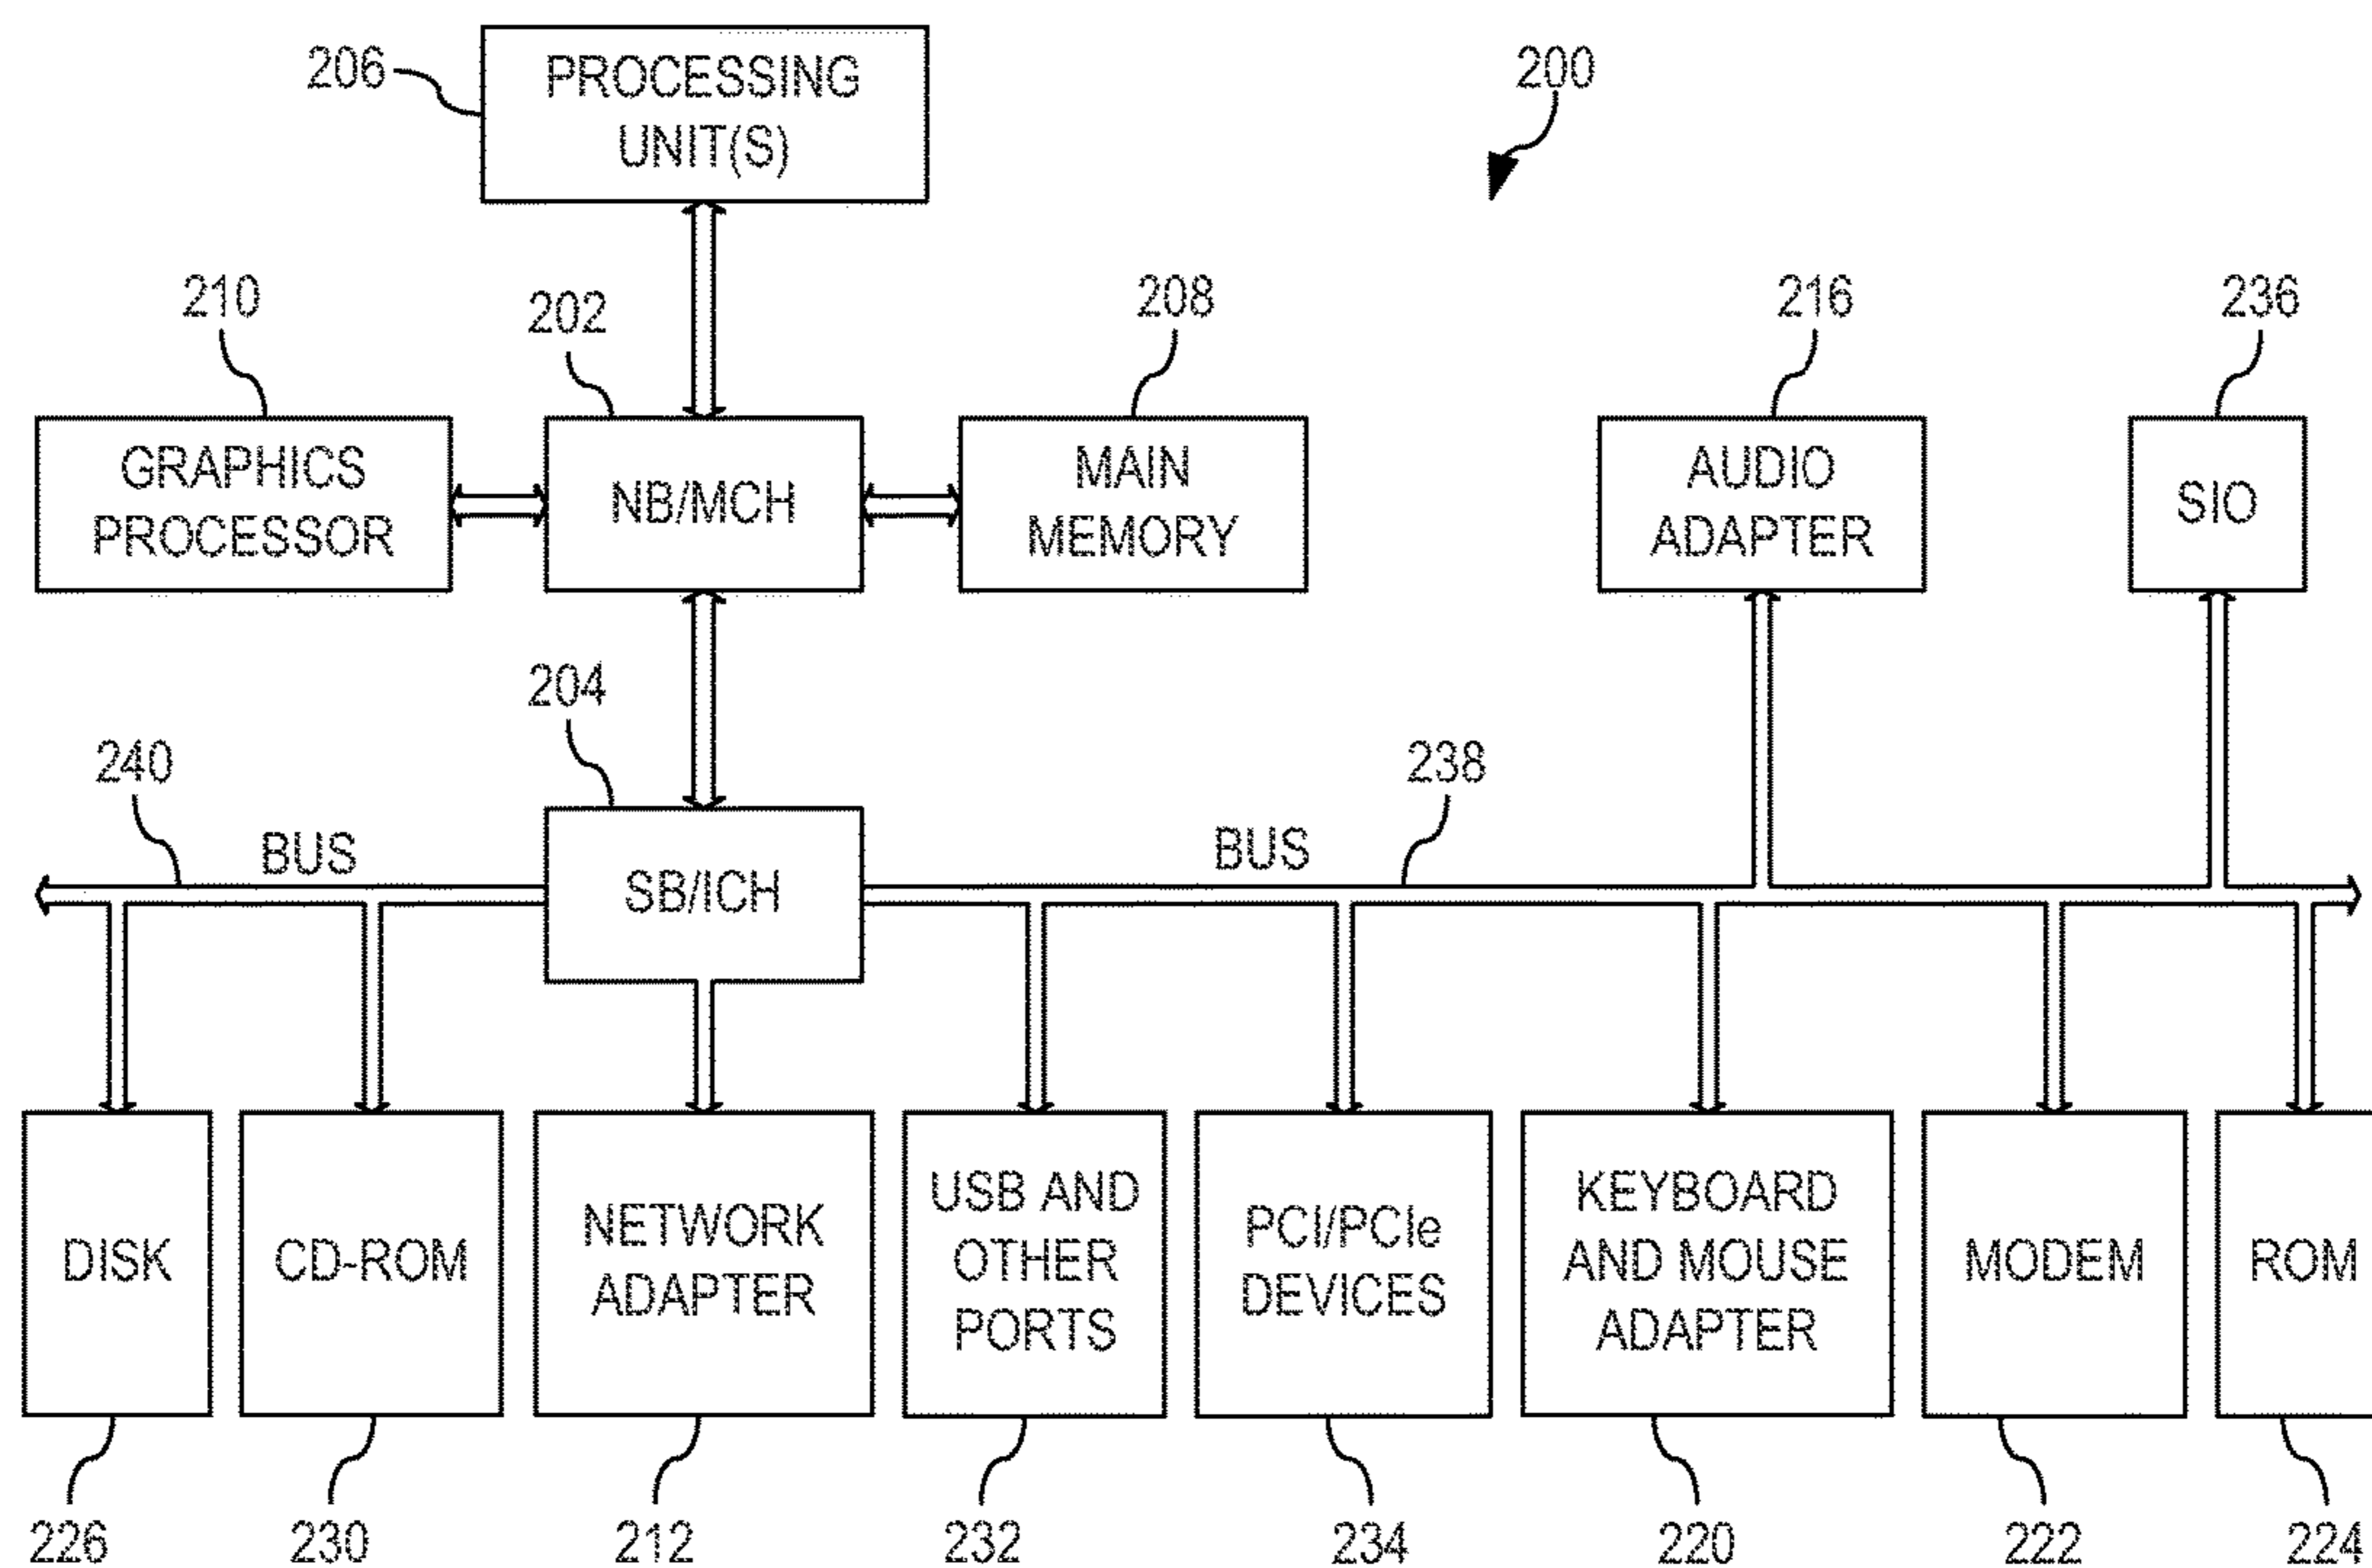 206
PROCESSING
UNIT(S)
200
210
202
208
216
236
GRAPHICS
PROCESSOR
NB/MCH
MAIN
MEMORY
AUDIO
ADAPTER
SIO
204
240
BUS
238
BUS
SB/ICH
DISK
CD-ROM
NETWORK
ADAPTER
USB AND
OTHER
PORTS
PCI/PCIe
DEVICES
KEYBOARD
AND MOUSE
ADAPTER
MODEM
ROM
226
230
212
232
234
220
222
224